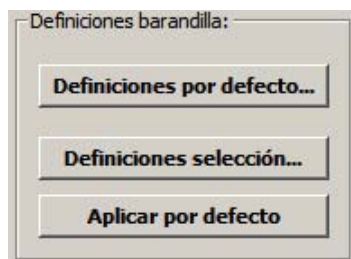 Definiciones barandilla:
Definiciones por defecto...
Definiciones selección...
Aplicar por defecto